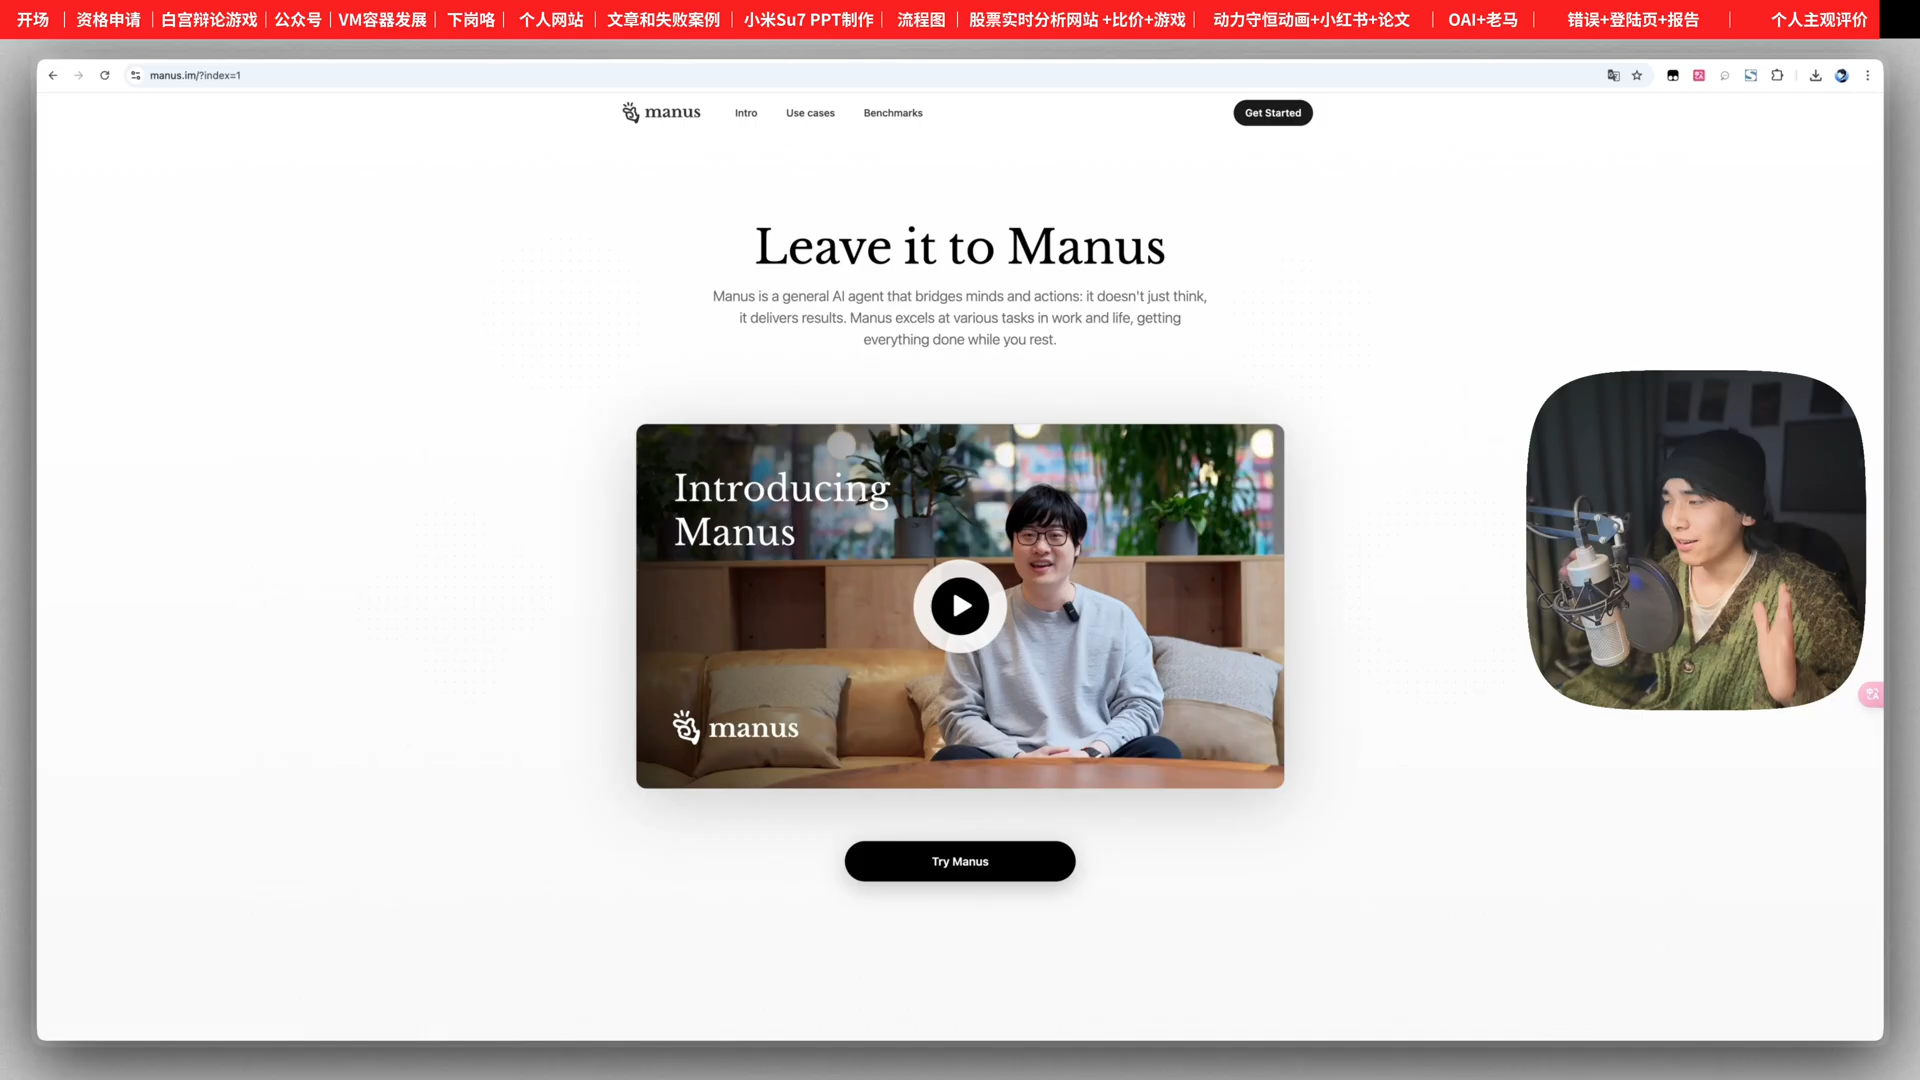 开场 | 资格申请 | 白宫辩论游戏 | 公众号 | VM容器发展 | 下岗咯 | 个人网站 | 文章和失败案例 | 小米Su7 PPT制作 | 流程图 | 股票实时分析网站 +比价+游戏 | 动力守恒动画+小红书+论文 | OAI+老马 | 错误+登陆页+报告 | 个人主观评价
manus.im/?index=1
manus Intro Use cases Benchmarks Get Started
Leave it to Manus
Manus is a general AI agent that bridges minds and actions: it doesn't just think,
it delivers results. Manus excels at various tasks in work and life, getting
everything done while you rest.
Introducing
Manus
manus
Try Manus